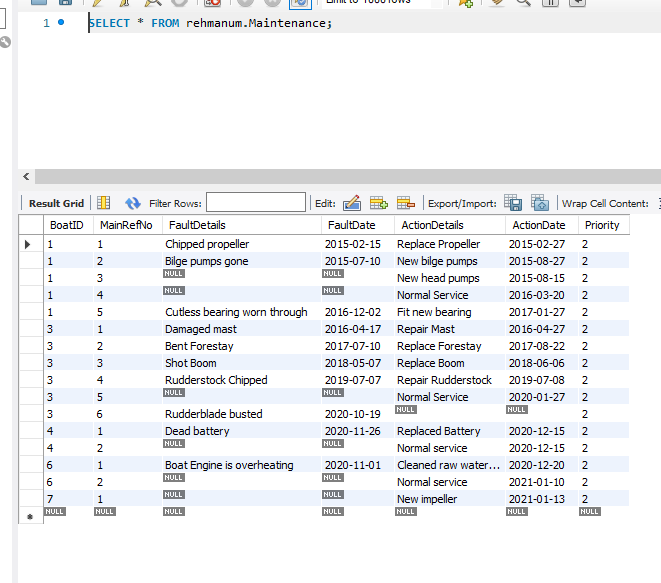 Limit to 1000 rows
1 SELECT * FROM rehmanum.Maintenance;
Result Grid Filter Rows: Edit: Export/Import: Wrap Cell Content:
BoatID MainRefNo FaultDetails FaultDate ActionDetails ActionDate Priority
1 1 Chipped propeller 2015-02-15 Replace Propeller 2015-02-27 2
1 2 Bilge pumps gone 2015-07-10 New bilge pumps 2015-08-27 2
1 3 NULL NULL New head pumps 2015-08-15 2
1 4 NULL NULL Normal Service 2016-03-20 2
1 5 Cutless bearing worn through 2016-12-02 Fit new bearing 2017-01-27 2
3 1 Damaged mast 2016-04-17 Repair Mast 2016-04-27 2
3 2 Bent Forestay 2017-07-10 Replace Forestay 2017-08-22 2
3 3 Shot Boom 2018-05-07 Replace Boom 2018-06-06 2
3 4 Rudderstock Chipped 2019-07-07 Repair Rudderstock 2019-07-08 2
3 5 NULL NULL Normal Service 2020-01-27 2
3 6 Rudderblade busted 2020-10-19 NULL NULL 2
4 1 Dead battery 2020-11-26 Replaced Battery 2020-12-15 2
4 2 NULL NULL Normal service 2020-12-15 2
6 1 Boat Engine is overheating 2020-11-01 Cleaned raw water... 2020-12-20 2
6 2 NULL NULL Normal service 2021-01-10 2
7 1 NULL NULL New impeller 2021-01-13 2
NULL NULL NULL NULL NULL NULL NULL